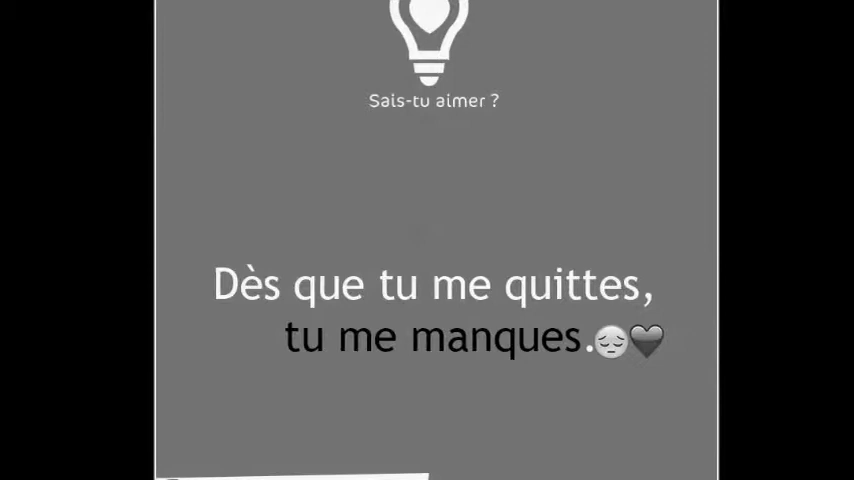 Sais-tu aimer ?
Dès que tu me quittes,
tu me manques.😔🖤